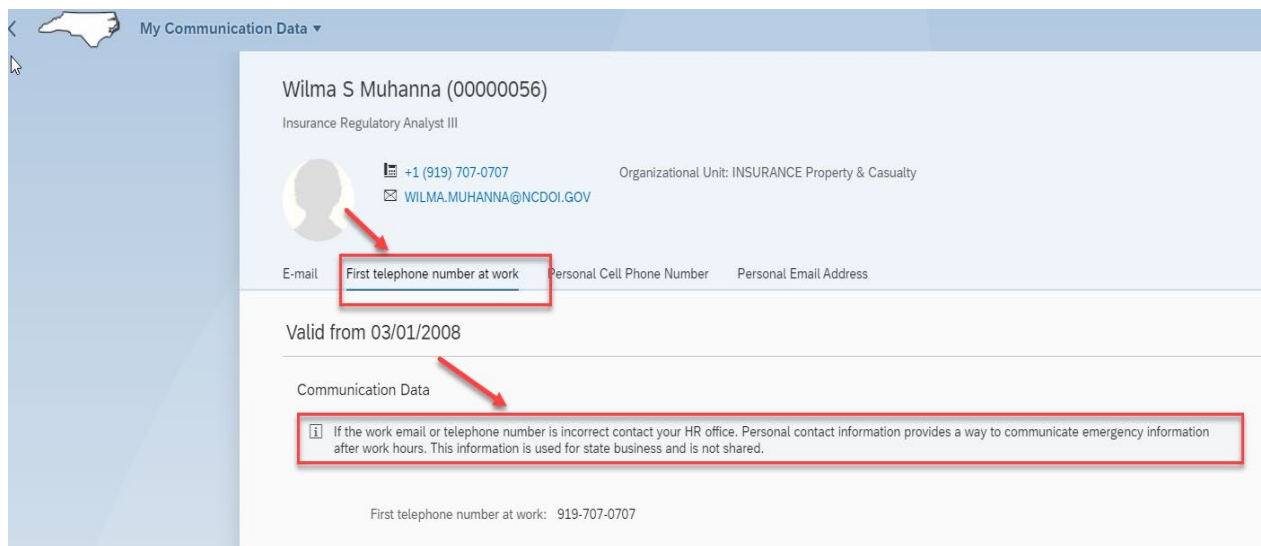 My Communication Data ▾
Wilma S Muhanna (00000056)
Insurance Regulatory Analyst III
+1 (919) 707-0707 Organizational Unit: INSURANCE Property & Casualty
WILMA.MUHANNA@NCDOI.GOV
E-mail First telephone number at work Personal Cell Phone Number Personal Email Address
Valid from 03/01/2008
Communication Data
If the work email or telephone number is incorrect contact your HR office. Personal contact information provides a way to communicate emergency information
after work hours. This information is used for state business and is not shared.
First telephone number at work: 919-707-0707